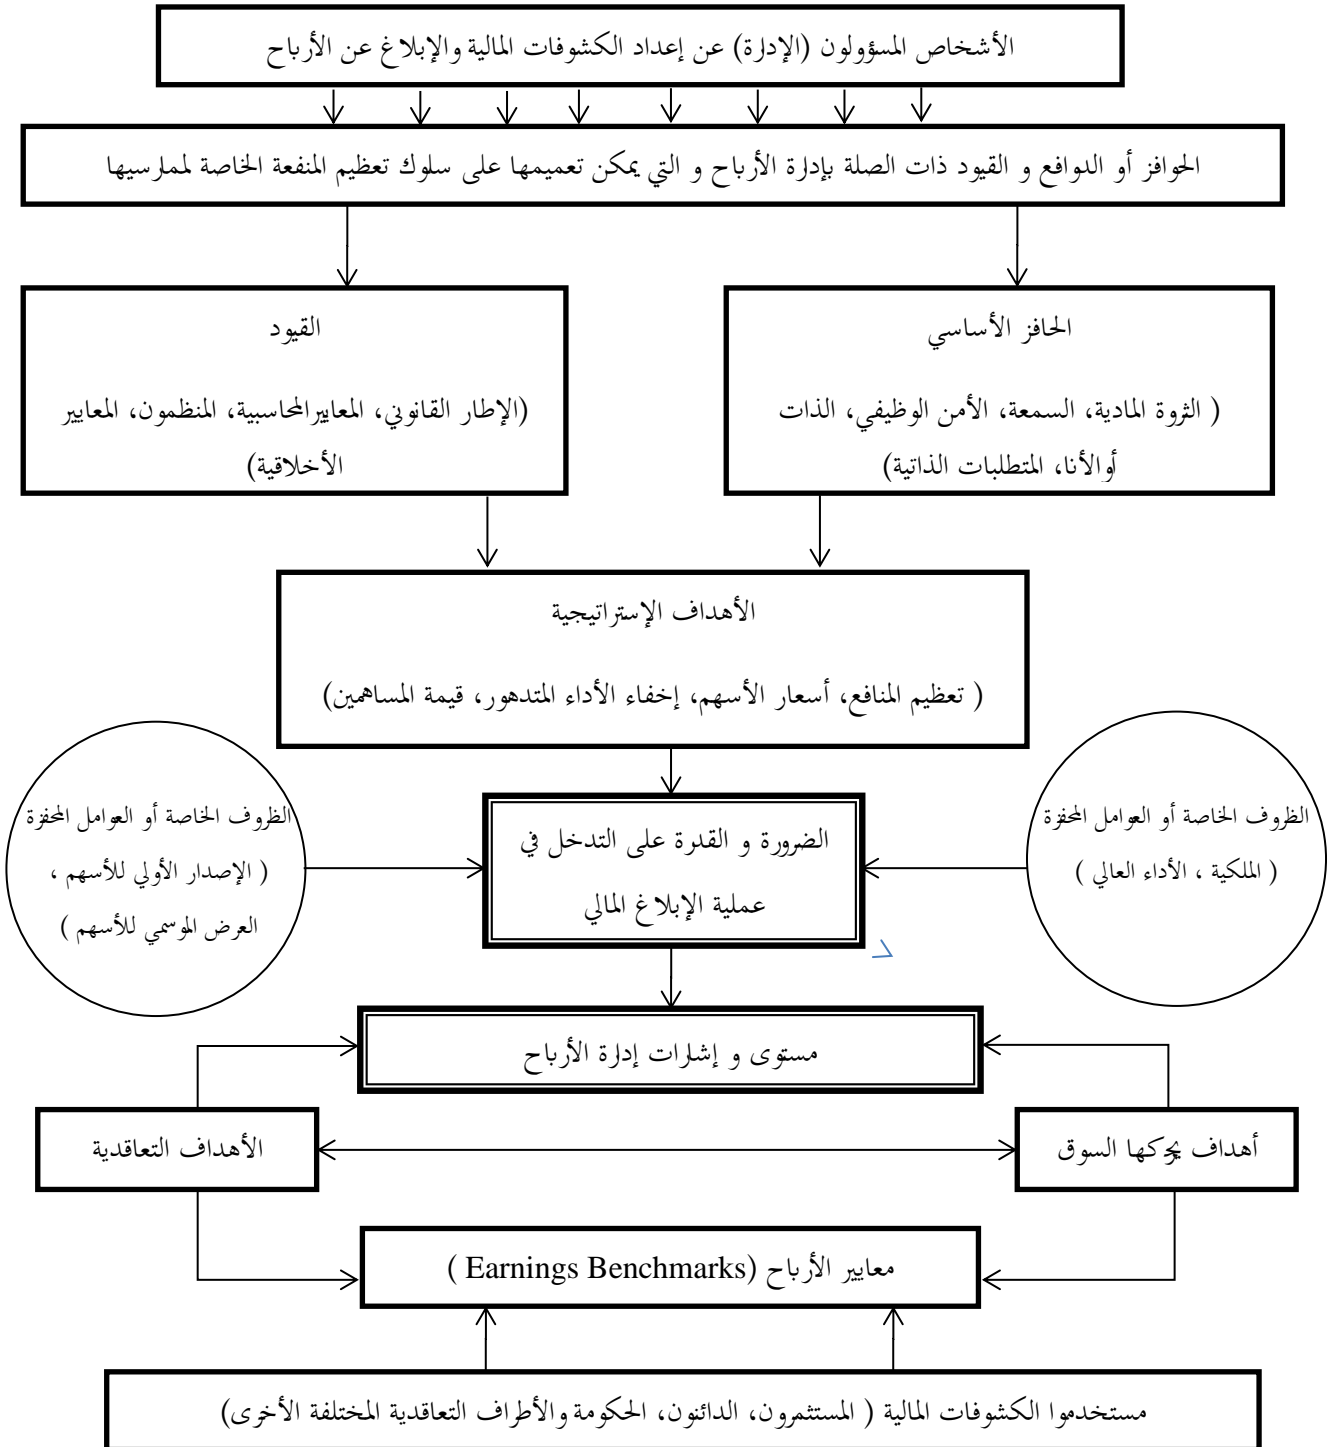 الأشخاص المسؤولون (الإدارة) عن إعداد الكشوفات المالية والإبلاغ عن الأرباح
الحوافز أو الدوافع و القيود ذات الصلة بإدارة الأرباح و التي يمكن تعميمها على سلوك تعظيم المنفعة الخاصة لممارسيها
الحافز الأساسي
( الثروة المادية، السمعة، الأمن الوظيفي، الذات
أوالأنا، المتطلبات الذاتية)
القيود
(الإطار القانوني، المعاييرالمحاسبية، المنظمون، المعايير
الأخلاقية)
الأهداف الإستراتيجية
( تعظيم المنافع، أسعار الأسهم، إخفاء الأداء المتدهور، قيمة المساهمين)
الظروف الخاصة أو العوامل المحفزة
( الملكية ، الأداء العالي )
الضرورة و القدرة على التدخل في
عملية الإبلاغ المالي
الظروف الخاصة أو العوامل المحفزة
( الإصدار الأولي للأسهم ،
العرض الموسمي للأسهم )
مستوى و إشارات إدارة الأرباح
أهداف يحركها السوق
الأهداف التعاقدية
معايير الأرباح (Earnings Benchmarks )
مستخدموا الكشوفات المالية ( المستثمرون، الدائنون، الحكومة والأطراف التعاقدية المختلفة الأخرى)